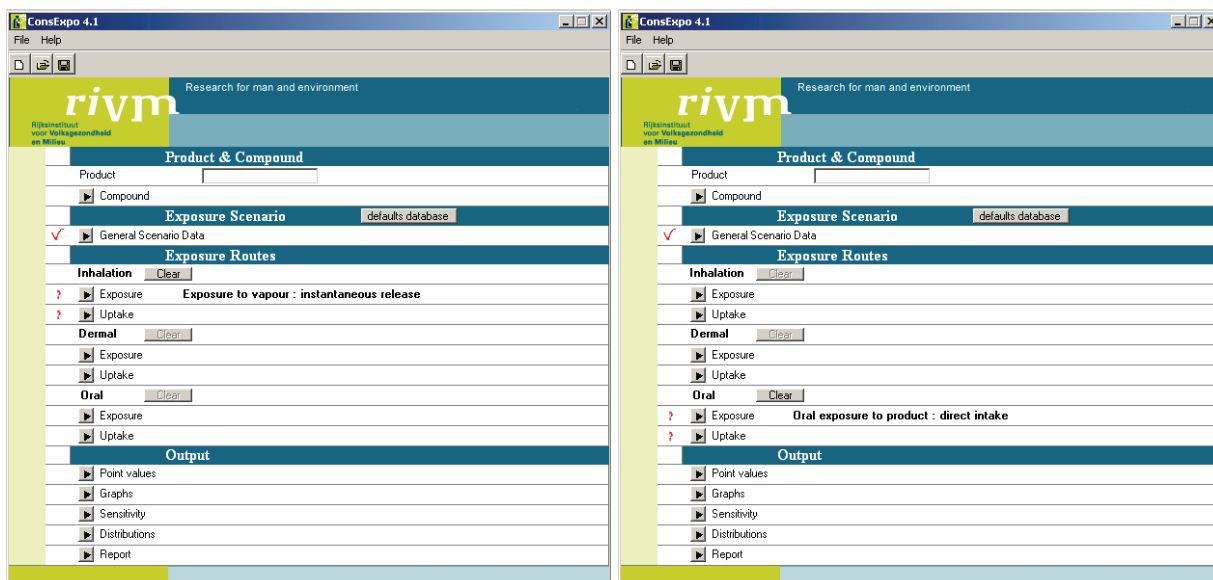 ConsExpo 4.1
File Help
Research for man and environment
rivm
Rijksinstituut
voor Volksgezondheid
en Milieu
Product & Compound
Product
Compound
Exposure Scenario defaults database
General Scenario Data
Exposure Routes
Inhalation Clear
? Exposure Exposure to vapour : instantaneous release
? Uptake
Dermal Clear
Exposure
Uptake
Oral Clear
Exposure
Uptake
Output
Point values
Graphs
Sensitivity
Distributions
Report
ConsExpo 4.1
File Help
Research for man and environment
rivm
Rijksinstituut
voor Volksgezondheid
en Milieu
Product & Compound
Product
Compound
Exposure Scenario defaults database
General Scenario Data
Exposure Routes
Inhalation Clear
Exposure
Uptake
Dermal Clear
Exposure
Uptake
Oral Clear
? Exposure Oral exposure to product : direct intake
? Uptake
Output
Point values
Graphs
Sensitivity
Distributions
Report